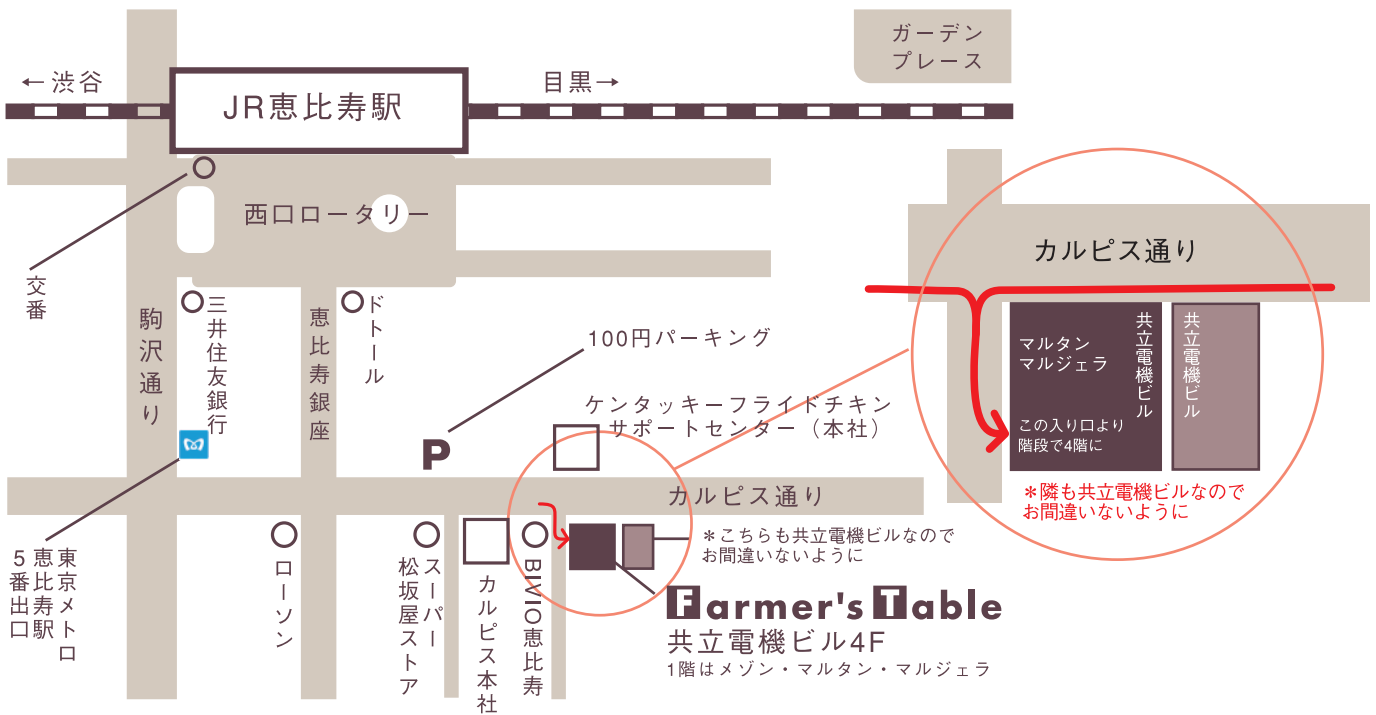 ←渋谷
JR恵比寿駅
目黒→
ガーデン
プレース
西口ロータリー
交番
駒沢通り
三井住友銀行
恵比寿銀座
ドトール
100円パーキング
P
ケンタッキーフライドチキン
サポートセンター（本社）
カルピス通り
東京メトロ
恵比寿駅
5番出口
ローソン
スーパー
松坂屋ストア
カルピス本社
BIVIO恵比寿
＊こちらも共立電機ビルなので
お間違いないように
Farmer's Table
共立電機ビル4F
1階はメゾン・マルタン・マルジェラ
カルピス通り
マルタン
マルジェラ
共立電機ビル
共立電機ビル
この入り口より
階段で4階に
＊隣も共立電機ビルなので
お間違いないように